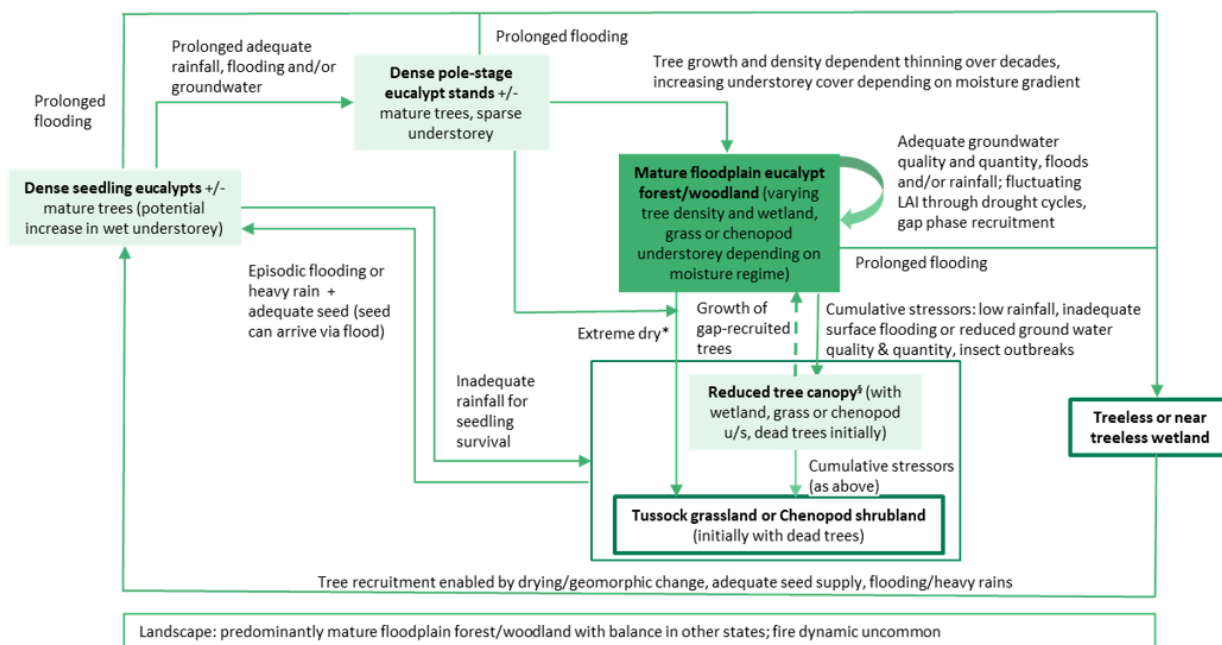 Prolonged adequate
rainfall, flooding and/or
groundwater
Prolonged flooding
Prolonged
flooding
Dense pole-stage
eucalypt stands +/-
mature trees, sparse
understorey
Tree growth and density dependent thinning over decades,
increasing understorey cover depending on moisture gradient
Dense seedling eucalypts +/-
mature trees (potential
increase in wet understorey)
Mature floodplain eucalypt
forest/woodland (varying
tree density and wetland,
grass or chenopod
understorey depending on
moisture regime)
Adequate groundwater
quality and quantity, floods
and/or rainfall; fluctuating
LAI through drought cycles,
gap phase recruitment
Prolonged flooding
Episodic flooding or
heavy rain +
adequate seed (seed
can arrive via flood)
Extreme dry*
Growth of
gap-recruited
trees
Cumulative stressors: low rainfall, inadequate
surface flooding or reduced ground water
quality & quantity, insect outbreaks
Inadequate
rainfall for
seedling
survival
Reduced tree canopy§ (with
wetland, grass or chenopod
u/s, dead trees initially)
Treeless or near
treeless wetland
Cumulative stressors
(as above)
Tussock grassland or Chenopod shrubland
(initially with dead trees)
Tree recruitment enabled by drying/geomorphic change, adequate seed supply, flooding/heavy rains
Landscape: predominantly mature floodplain forest/woodland with balance in other states; fire dynamic uncommon